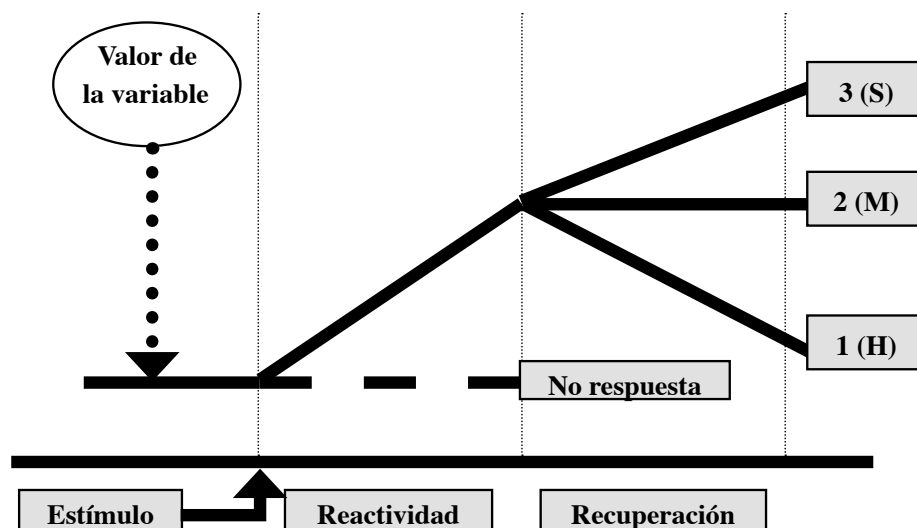 Valor de
la variable
3 (S)
2 (M)
1 (H)
No respuesta
Estímulo
Reactividad
Recuperación